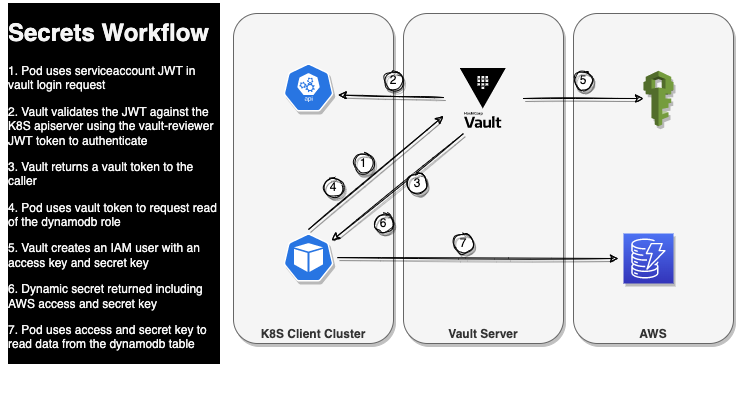 Secrets Workflow
1. Pod uses serviceaccount JWT in
vault login request
2. Vault validates the JWT against the
K8S apiserver using the vault-reviewer
JWT token to authenticate
3. Vault returns a vault token to the
caller
4. Pod uses vault token to request read
of the dynamodb role
5. Vault creates an IAM user with an
access key and secret key
6. Dynamic secret returned including
AWS access and secret key
7. Pod uses access and secret key to
read data from the dynamodb table
2
5
api
HashiCorp
Vault
1
4
3
6
7
K8S Client Cluster
Vault Server
AWS